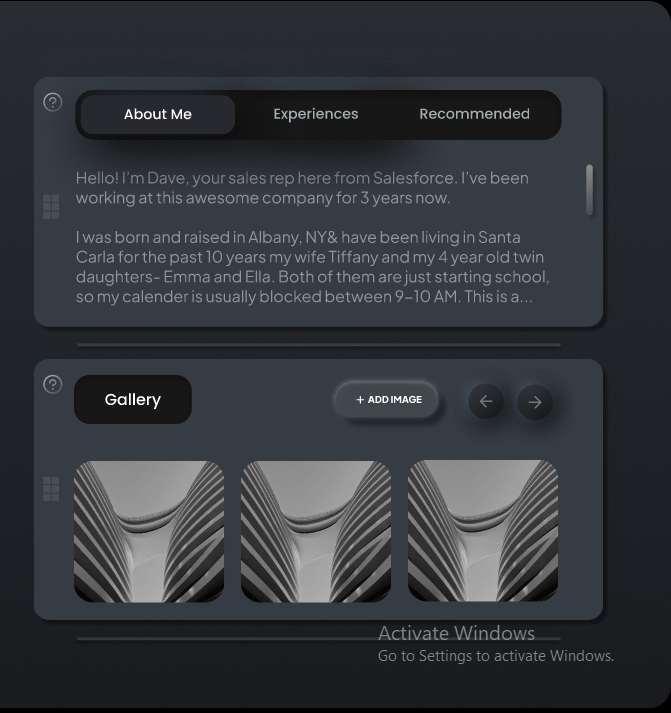 ?
About Me Experiences Recommended
Hello! I'm Dave, your sales rep here from Salesforce. I've been
working at this awesome company for 3 years now.
I was born and raised in Albany, NY& have been living in Santa
Carla for the past 10 years my wife Tiffany and my 4 year old twin
daughters- Emma and Ella. Both of them are just starting school,
so my calender is usually blocked between 9-10 AM. This is a...
?
Gallery + ADD IMAGE
Activate Windows
Go to Settings to activate Windows.